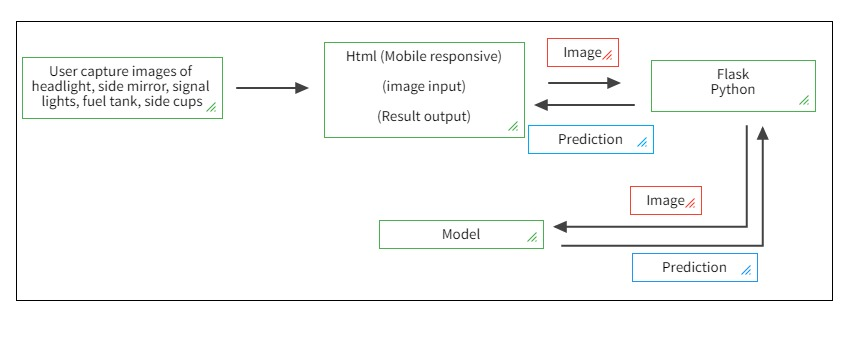 User capture images of
headlight, side mirror, signal
lights, fuel tank, side cups
Html (Mobile responsive)
(image input)
(Result output)
Image
Prediction
Flask
Python
Image
Model
Prediction